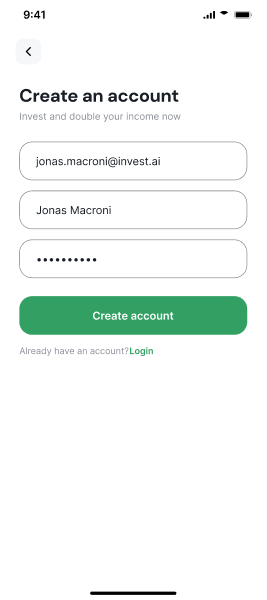 9:41
Create an account
Invest and double your income now
jonas.macroni@invest.ai
Jonas Macroni
••••••••••
Create account
Already have an account?Login